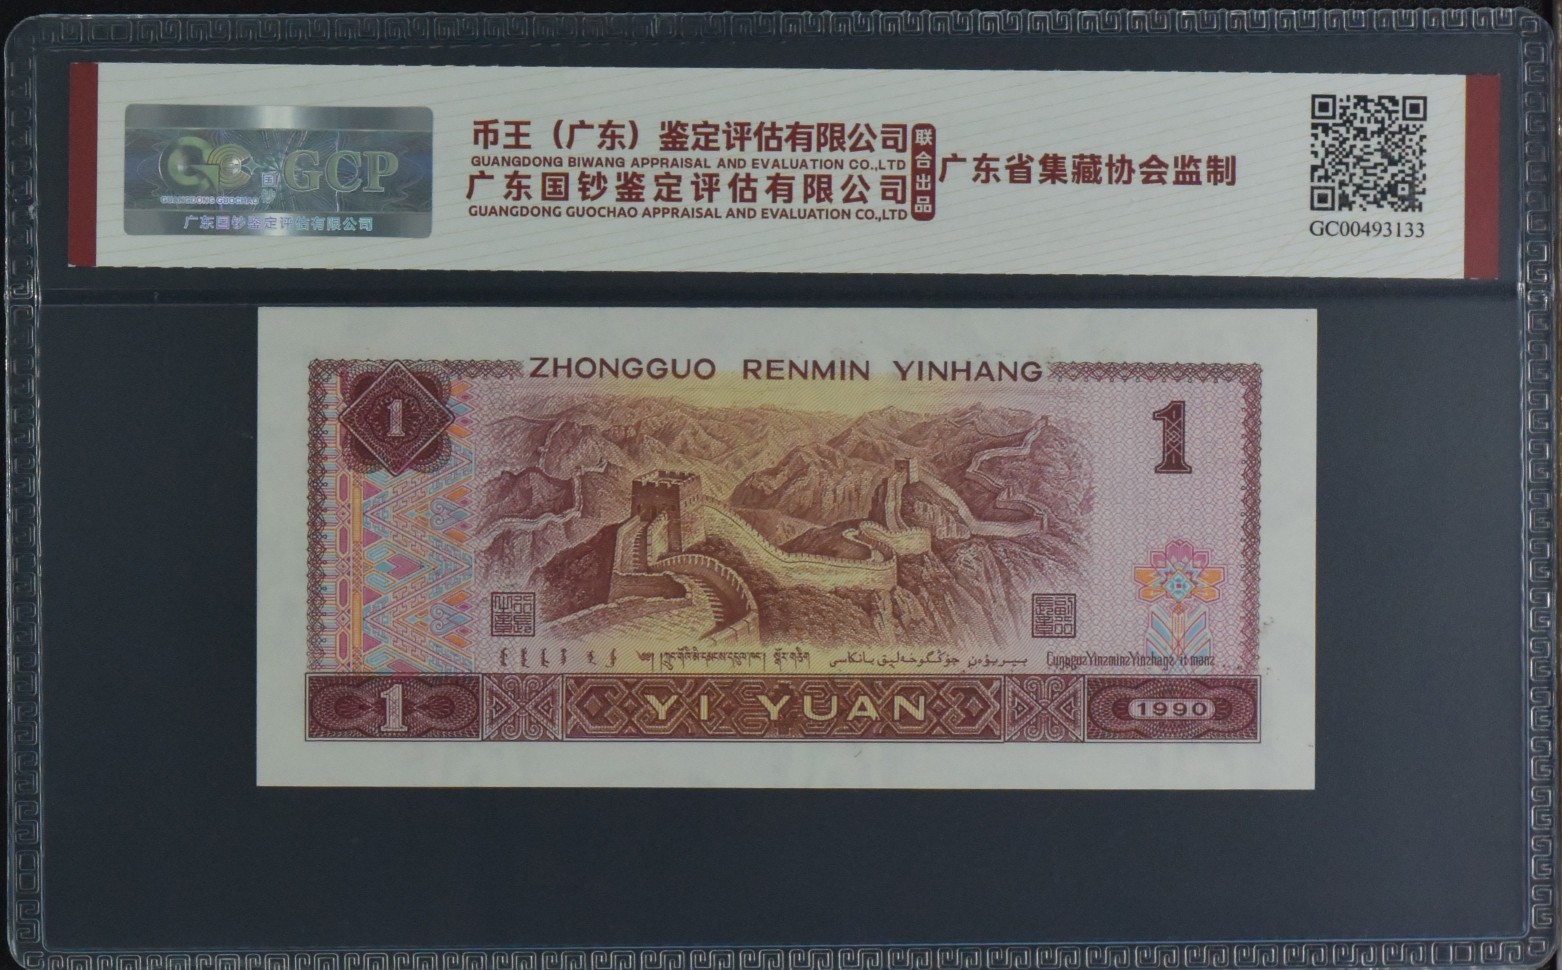 GCP
国
GUANGDONG GUOCHAO
广东国钞鉴定评估有限公司
币王（广东）鉴定评估有限公司
GUANGDONG BIWANG APPRAISAL AND EVALUATION CO.,LTD
广东国钞鉴定评估有限公司
GUANGDONG GUOCHAO APPRAISAL AND EVALUATION CO.,LTD
联合出品
广东省集藏协会监制
GC00493133
ZHONGGUO RENMIN YINHANG
1
1
YI YUAN
1
1990